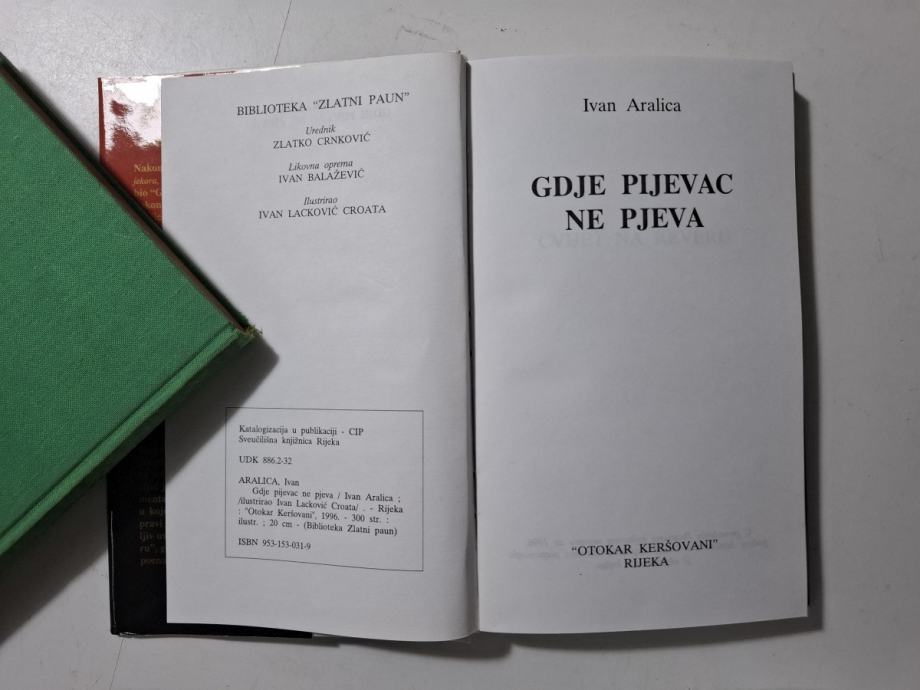 BIBLIOTEKA “ZLATNI PAUN”
Urednik
ZLATKO CRNKOVIĆ
Likovna oprema
IVAN BALAŽEVIĆ
Ilustrirao
IVAN LACKOVIĆ CROATA
Katalogizacija u publikaciji - CIP
Sveučilišna knjižnica Rijeka
UDK 886.2-32
ARALICA, Ivan
Gdje pijevac ne pjeva / Ivan Aralica ;
/ilustrirao Ivan Lacković Croata/ . - Rijeka
: "Otokar Keršovani", 1996. - 300 str. :
ilustr. ; 20 cm - (Biblioteka Zlatni paun)
ISBN 953-153-031-9
Ivan Aralica
GDJE PIJEVAC
NE PJEVA
“OTOKAR KERŠOVANI”
RIJEKA